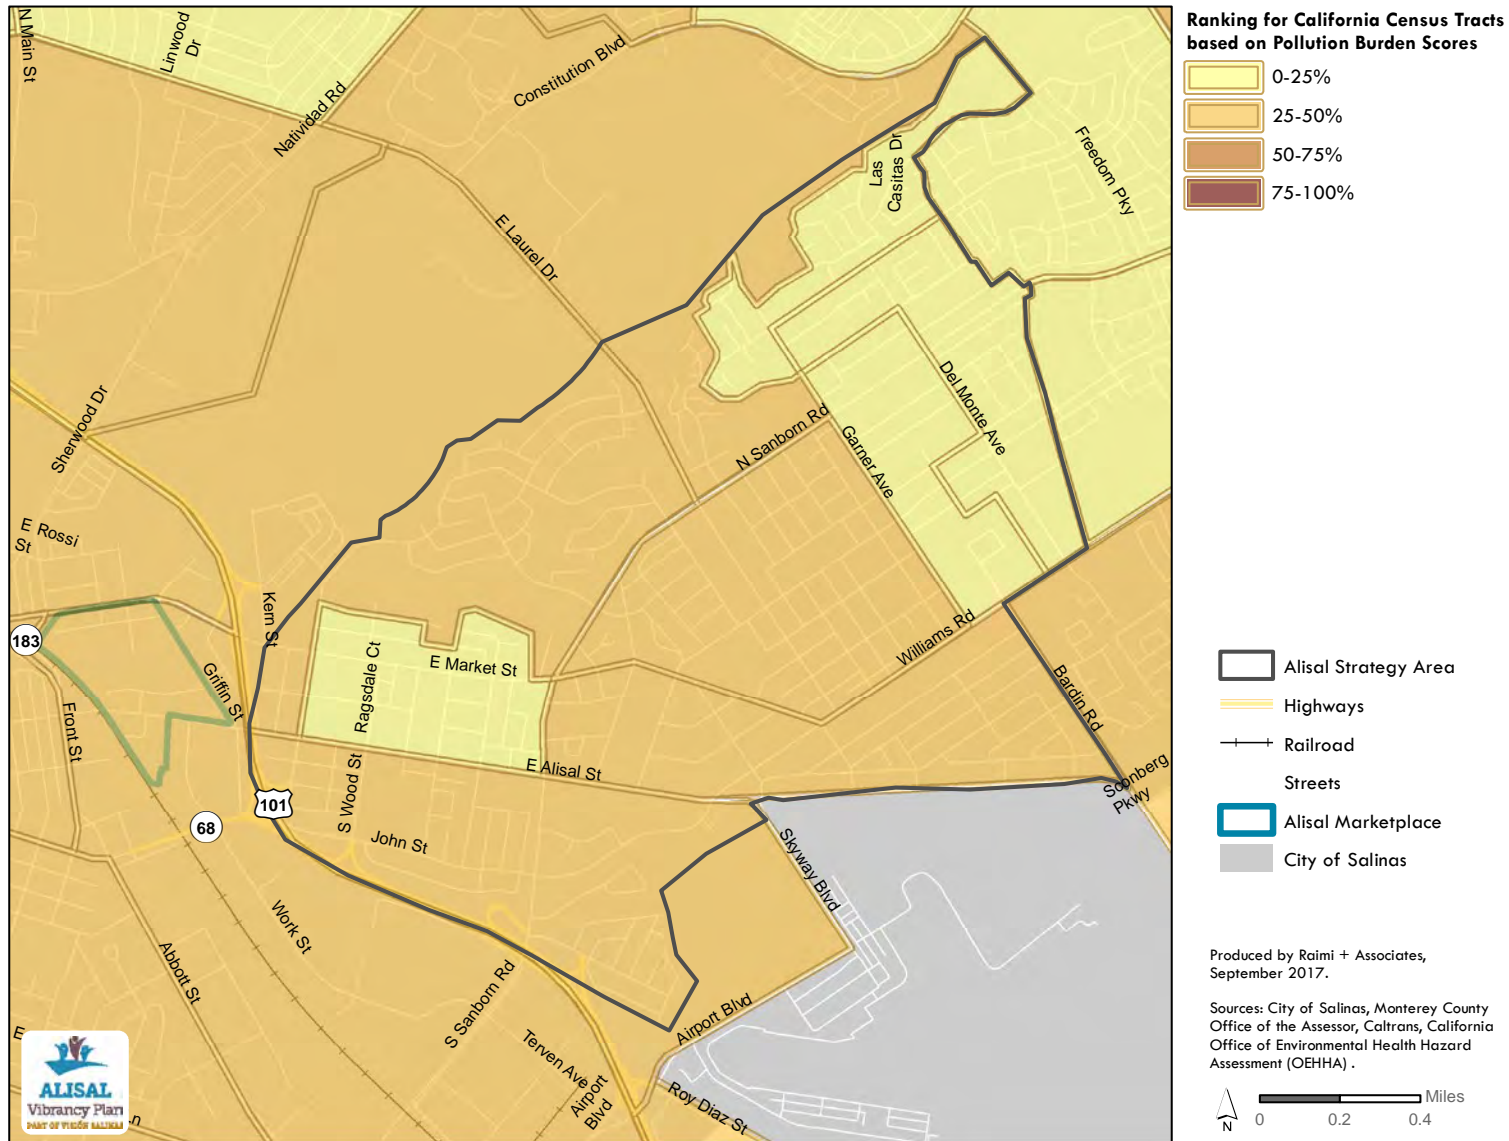 Ranking for California Census Tracts
based on Pollution Burden Scores
0-25%
25-50%
50-75%
75-100%
N Main St
Linwood
Dr
Natividad Rd
Constitution Blvd
Las
Casitas Dr
Freedom Pky
E Laurel Dr
Sherwood Dr
N Sanborn Rd
Garner Ave
Del Monte Ave
E Rossi
St
183
Kern St
Griffin St
Front St
Ragsdale Ct
E Market St
Williams Rd
Bardin Rd
E Alisal St
Sconberg
Pkwy
S Wood St
101
68
John St
Skyway Blvd
Work St
Abbott St
S Sanborn Rd
Airport Blvd
Terven Ave
Airport
Blvd
Roy Diaz St
E
n
ALISAL
Vibrancy Plan
PART OF VISIÓN SALINAS
Alisal Strategy Area
Highways
Railroad
Streets
Alisal Marketplace
City of Salinas
Produced by Raimi + Associates,
September 2017.
Sources: City of Salinas, Monterey County
Office of the Assessor, Caltrans, California
Office of Environmental Health Hazard
Assessment (OEHHA) .
N
Miles
0
0.2
0.4